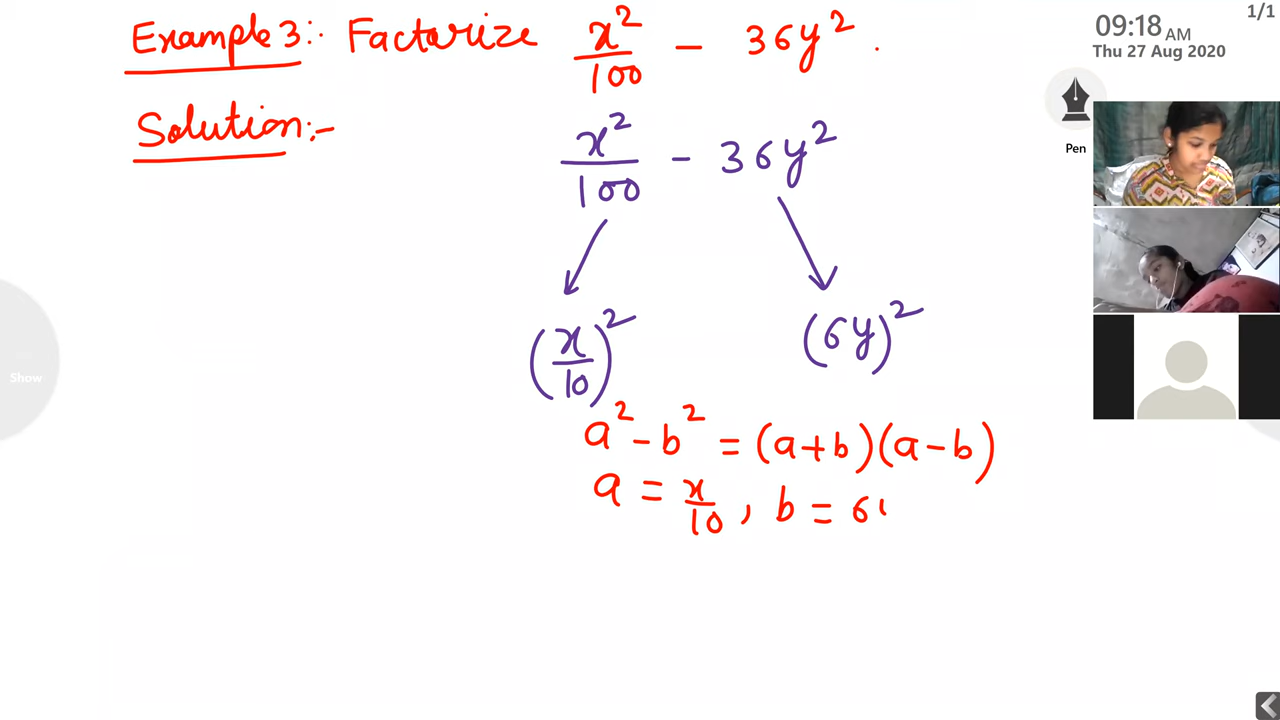 1/1
09:18 AM
Thu 27 Aug 2020
Pen
Show
Example 3:- Factorize x²/100 - 36y².
Solution:-
x²/100 - 36y²
(x/10)² (6y)²
a² - b² = (a+b)(a-b)
a = x/10, b = 6